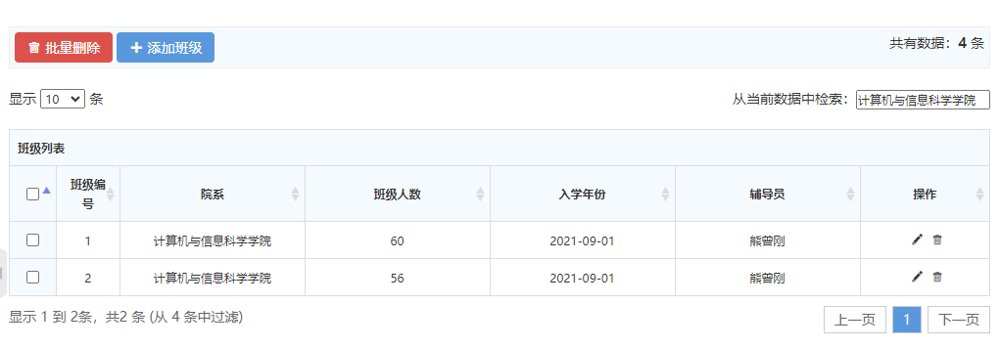 批量删除 添加班级 共有数据：4 条
显示 10 条 从当前数据中检索：计算机与信息科学学院
班级列表
班级编号 院系 班级人数 入学年份 辅导员 操作
1 计算机与信息科学学院 60 2021-09-01 熊曾刚
2 计算机与信息科学学院 56 2021-09-01 熊曾刚
显示 1 到 2条，共2 条 (从 4 条中过滤) 上一页 1 下一页